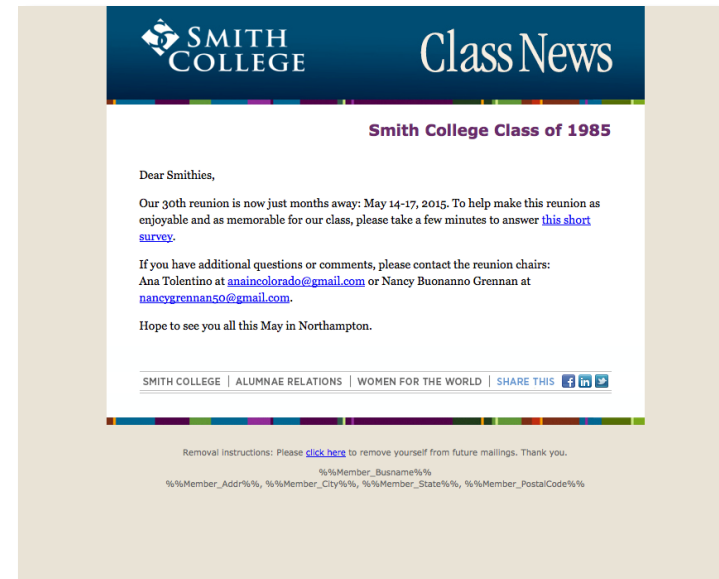 SMITH
COLLEGE
Class News
Smith College Class of 1985
Dear Smithies,
Our 30th reunion is now just months away: May 14-17, 2015. To help make this reunion as
enjoyable and as memorable for our class, please take a few minutes to answer this short
survey.
If you have additional questions or comments, please contact the reunion chairs:
Ana Tolentino at anaincolorado@gmail.com or Nancy Buonanno Grennan at
nancygrennan50@gmail.com.
Hope to see you all this May in Northampton.
SMITH COLLEGE | ALUMNAE RELATIONS | WOMEN FOR THE WORLD | SHARE THIS f in
Removal instructions: Please click here to remove yourself from future mailings. Thank you.
%%Member_Busname%%
%%Member_Addr%%, %%Member_City%%, %%Member_State%%, %%Member_PostalCode%%